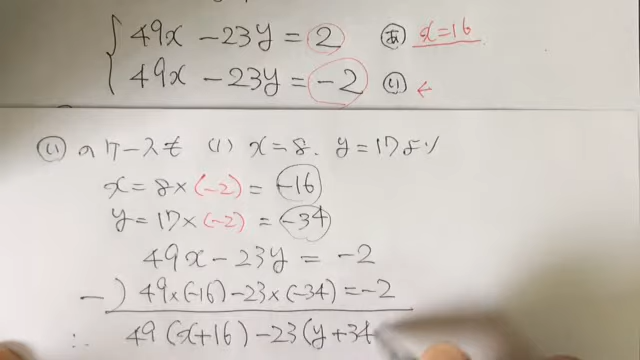 49x - 23y = 2 あ x=16
49x - 23y = -2 い ←
いのケースも (1) x=8. y=17より
x = 8×(-2) = -16
y = 17×(-2) = -34
49x - 23y = -2
-) 49×(-16) - 23×(-34) = -2
∴ 49(x+16) - 23(y+34